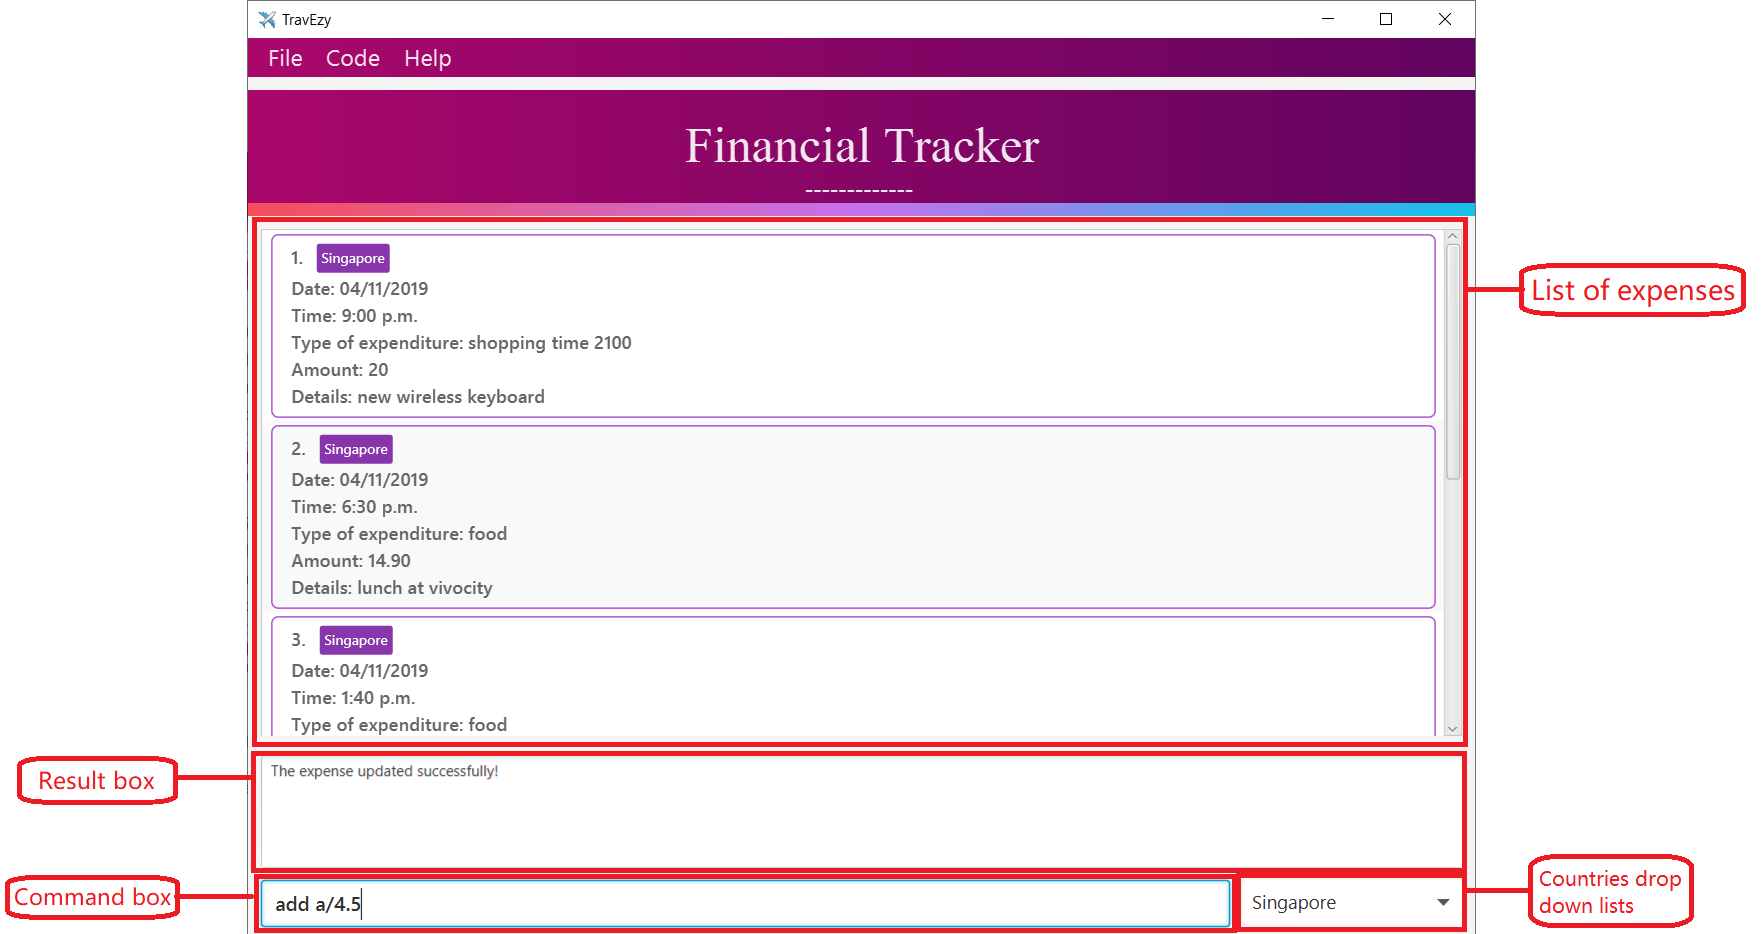 TravEzy
File Code Help
Financial Tracker
-------------
1. Singapore
Date: 04/11/2019
Time: 9:00 p.m.
Type of expenditure: shopping time 2100
Amount: 20
Details: new wireless keyboard
2. Singapore
Date: 04/11/2019
Time: 6:30 p.m.
Type of expenditure: food
Amount: 14.90
Details: lunch at vivocity
3. Singapore
Date: 04/11/2019
Time: 1:40 p.m.
Type of expenditure: food
List of expenses
Result box
The expense updated successfully!
Command box
add a/4.5
Singapore
Countries drop
down lists